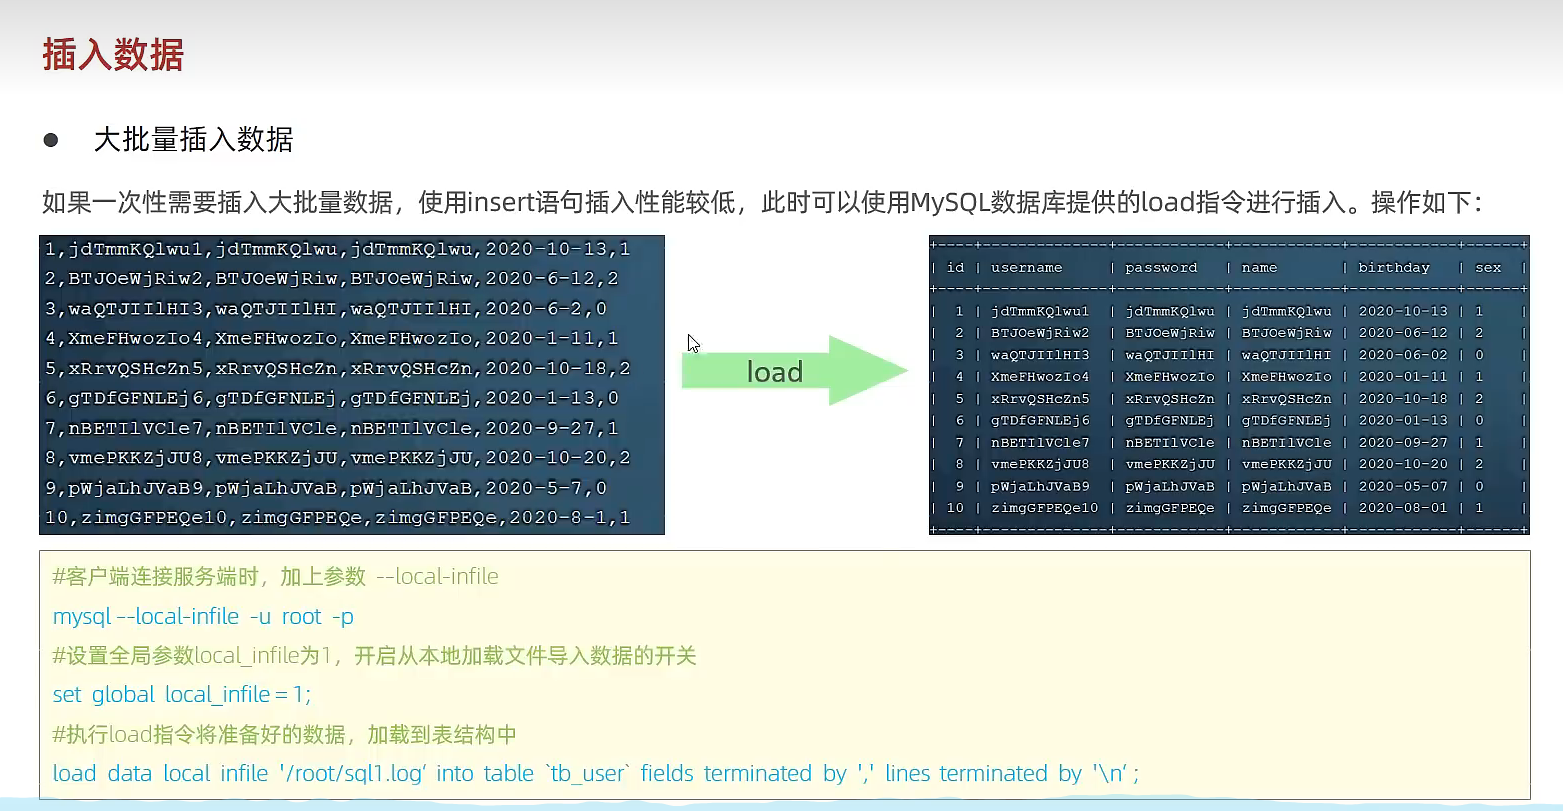 插入数据
● 大批量插入数据
如果一次性需要插入大批量数据，使用insert语句插入性能较低，此时可以使用MySQL数据库提供的load指令进行插入。操作如下：
1,jdTmmKQlwu1,jdTmmKQlwu,jdTmmKQlwu,2020-10-13,1
2,BTJOeWjRiw2,BTJOeWjRiw,BTJOeWjRiw,2020-6-12,2
3,waQTJIIlHI3,waQTJIIlHI,waQTJIIlHI,2020-6-2,0
4,XmeFHwozIo4,XmeFHwozIo,XmeFHwozIo,2020-1-11,1
5,xRrvQSHcZn5,xRrvQSHcZn,xRrvQSHcZn,2020-10-18,2
6,gTDfGFNLEj6,gTDfGFNLEj,gTDfGFNLEj,2020-1-13,0
7,nBETIlVCle7,nBETIlVCle,nBETIlVCle,2020-9-27,1
8,vmePKKZjJU8,vmePKKZjJU,vmePKKZjJU,2020-10-20,2
9,pWjaLhJVaB9,pWjaLhJVaB,pWjaLhJVaB,2020-5-7,0
10,zimgGFPEQe10,zimgGFPEQe,zimgGFPEQe,2020-8-1,1
load
| id | username | password | name | birthday | sex |
| 1 | jdTmmKQlwu1 | jdTmmKQlwu | jdTmmKQlwu | 2020-10-13 | 1 |
| 2 | BTJOeWjRiw2 | BTJOeWjRiw | BTJOeWjRiw | 2020-06-12 | 2 |
| 3 | waQTJIIlHI3 | waQTJIIlHI | waQTJIIlHI | 2020-06-02 | 0 |
| 4 | XmeFHwozIo4 | XmeFHwozIo | XmeFHwozIo | 2020-01-11 | 1 |
| 5 | xRrvQSHcZn5 | xRrvQSHcZn | xRrvQSHcZn | 2020-10-18 | 2 |
| 6 | gTDfGFNLEj6 | gTDfGFNLEj | gTDfGFNLEj | 2020-01-13 | 0 |
| 7 | nBETIlVCle7 | nBETIlVCle | nBETIlVCle | 2020-09-27 | 1 |
| 8 | vmePKKZjJU8 | vmePKKZjJU | vmePKKZjJU | 2020-10-20 | 2 |
| 9 | pWjaLhJVaB9 | pWjaLhJVaB | pWjaLhJVaB | 2020-05-07 | 0 |
| 10 | zimgGFPEQe10 | zimgGFPEQe | zimgGFPEQe | 2020-08-01 | 1 |
#客户端连接服务端时，加上参数 --local-infile
mysql --local-infile -u root -p
#设置全局参数local_infile为1，开启从本地加载文件导入数据的开关
set global local_infile = 1;
#执行load指令将准备好的数据，加载到表结构中
load data local infile '/root/sql1.log‘ into table `tb_user` fields terminated by ',' lines terminated by '\n‘ ;